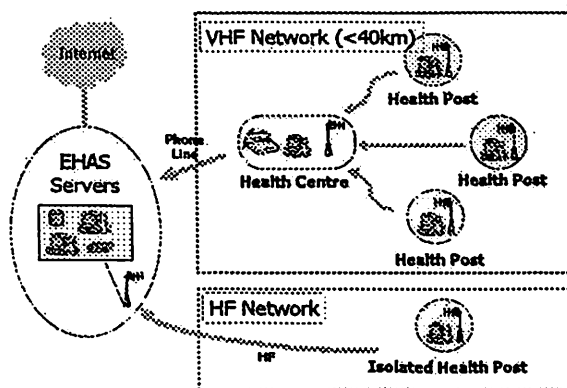 Internet
VHF Network (<40km)
Health Post
Phone
Line
EHAS
Servers
Health Centre
Health Post
Health Post
HF Network
HF
Isolated Health Post